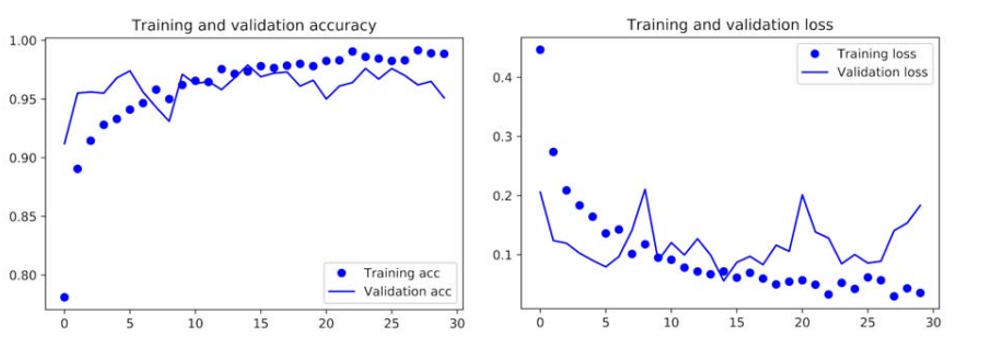 Training and validation accuracy
1.00
0.95
0.90
0.85
0.80
Training acc
Validation acc
0 5 10 15 20 25 30
Training and validation loss
0.4
0.3
0.2
0.1
Training loss
Validation loss
0 5 10 15 20 25 30